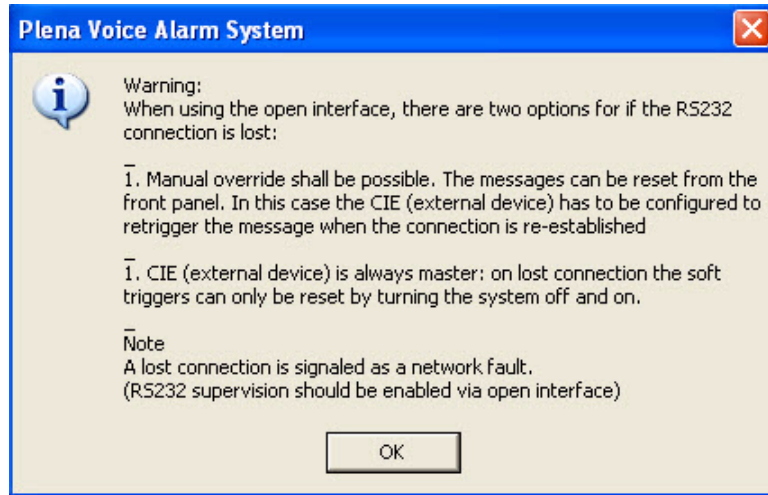 Plena Voice Alarm System
Warning:
When using the open interface, there are two options for if the RS232
connection is lost:
_
1. Manual override shall be possible. The messages can be reset from the
front panel. In this case the CIE (external device) has to be configured to
retrigger the message when the connection is re-established
_
1. CIE (external device) is always master: on lost connection the soft
triggers can only be reset by turning the system off and on.
_
Note
A lost connection is signaled as a network fault.
(RS232 supervision should be enabled via open interface)
OK